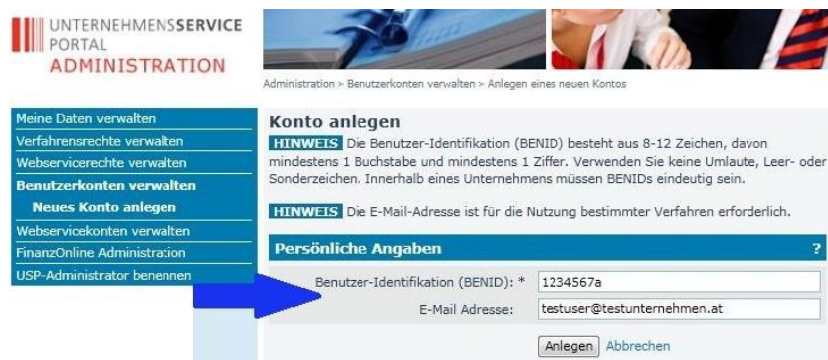 UNTERNEHMENSSERVICE
PORTAL
ADMINISTRATION
Administration > Benutzerkonten verwalten > Anlegen eines neuen Kontos
Meine Daten verwalten
Verfahrensrechte verwalten
Webservicerechte verwalten
Benutzerkonten verwalten
Neues Konto anlegen
Webservicekonten verwalten
FinanzOnline Administration
USP-Administrator benennen
Konto anlegen
HINWEIS Die Benutzer-Identifikation (BENID) besteht aus 8-12 Zeichen, davon
mindestens 1 Buchstabe und mindestens 1 Ziffer. Verwenden Sie keine Umlaute, Leer- oder
Sonderzeichen. Innerhalb eines Unternehmens müssen BENIDs eindeutig sein.
HINWEIS Die E-Mail-Adresse ist für die Nutzung bestimmter Verfahren erforderlich.
Persönliche Angaben ?
Benutzer-Identifikation (BENID): * 1234567a
E-Mail Adresse: testuser@testunternehmen.at
Anlegen Abbrechen